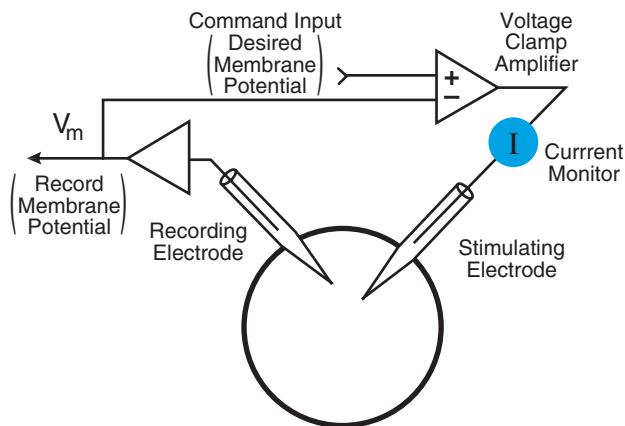 Command Input
(Desired
Membrane
Potential)
Voltage
Clamp
Amplifier
+
−
Vm
(Record
Membrane
Potential)
I
Currrent
Monitor
Recording
Electrode
Stimulating
Electrode